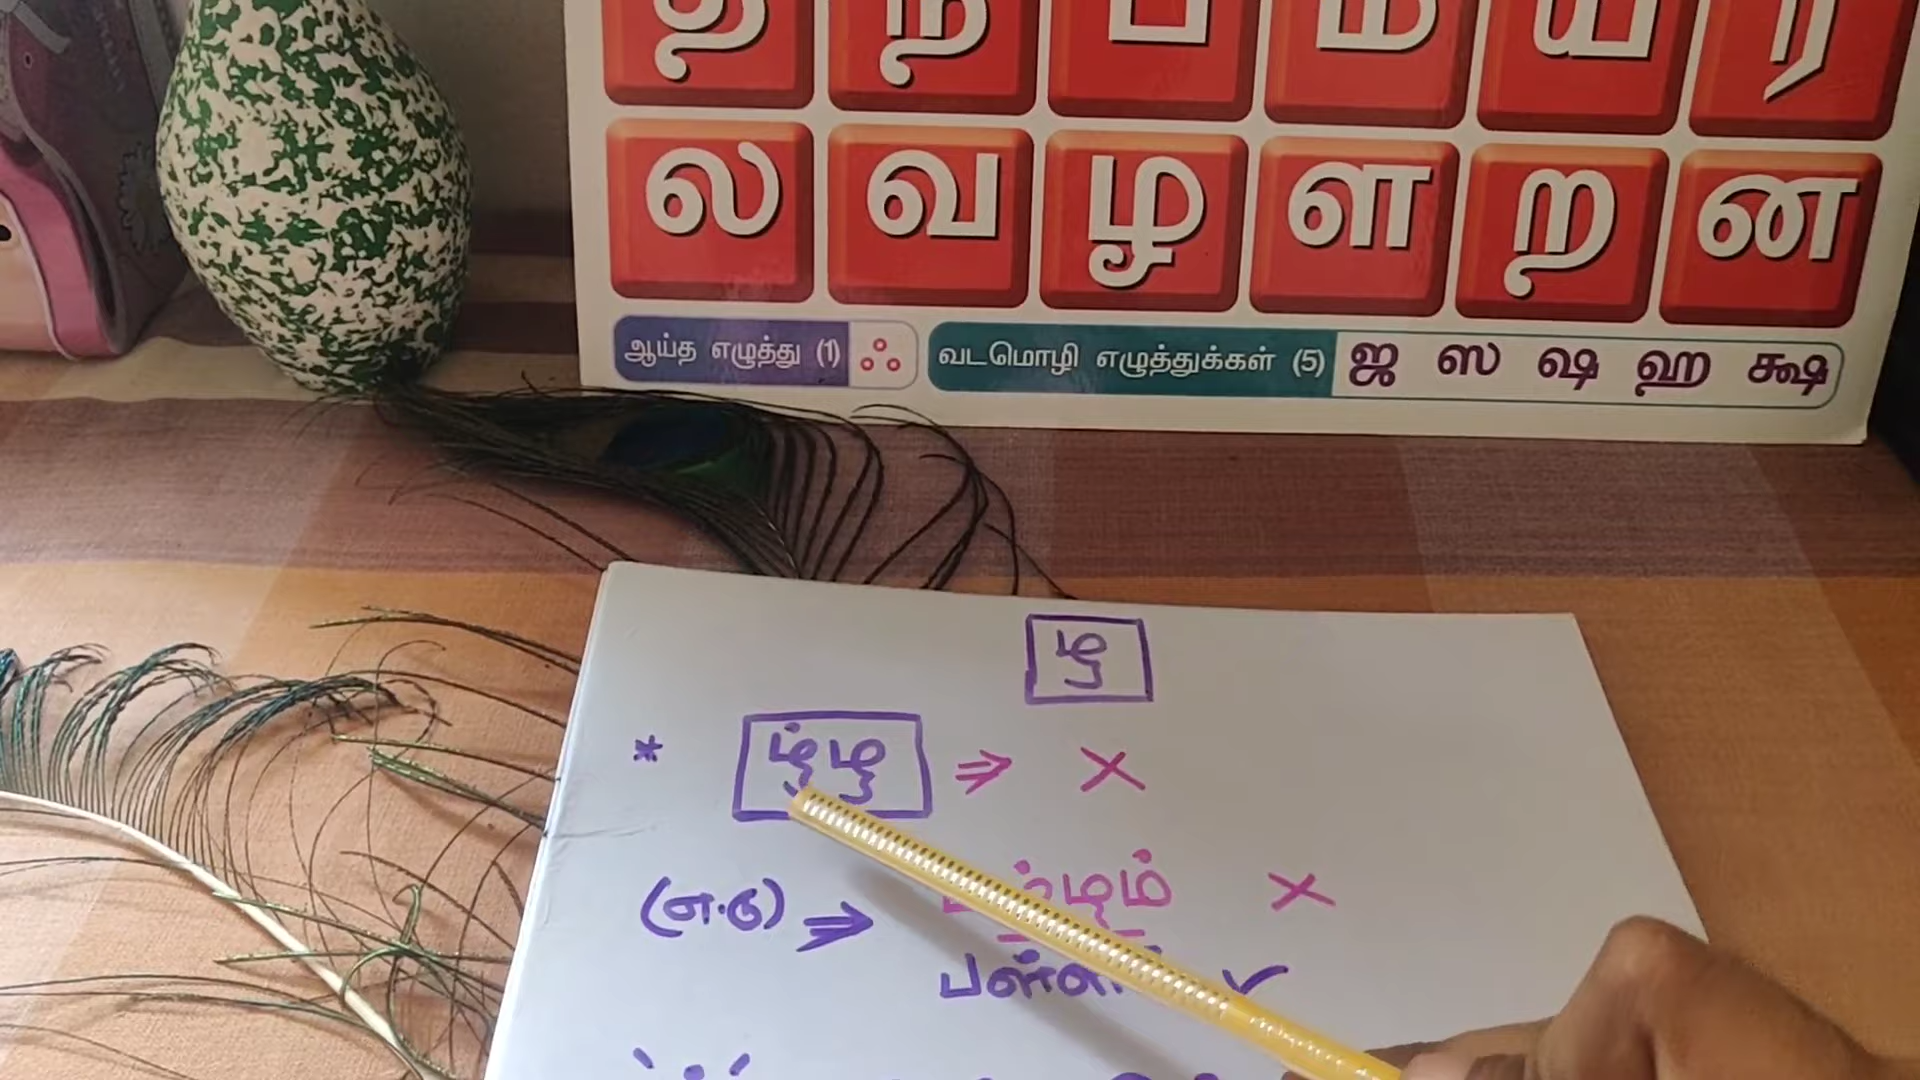 த ந ப ம ய ர
ல வ ழ ள ற ன
ஆய்த எழுத்து (1) ஃ வடமொழி எழுத்துக்கள் (5) ஜ ஸ ஷ ஹ க்ஷ
ழ
* ழ்ழ ⇒ ×
(எ.டு) ⇒ ×
✓